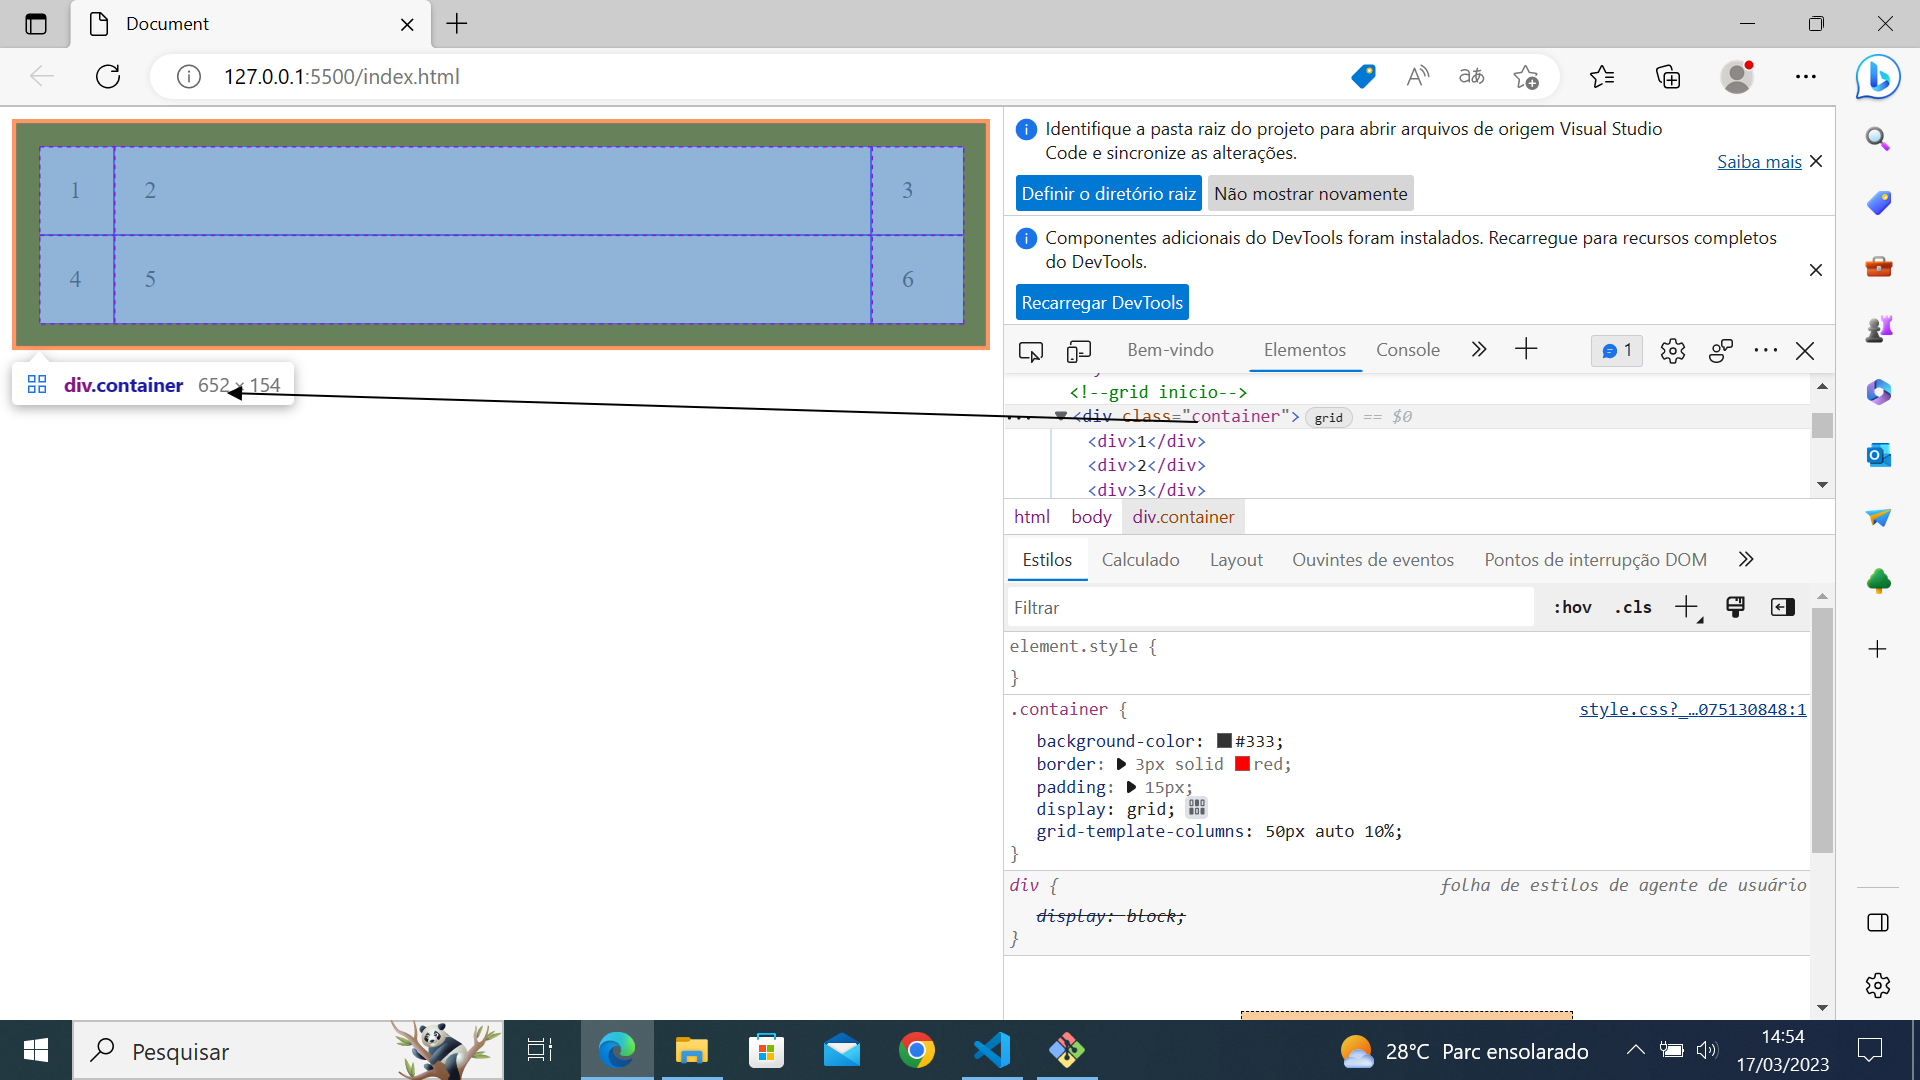 Document
127.0.0.1:5500/index.html
1 2 3
4 5 6
div.container 652 × 154
Identifique a pasta raiz do projeto para abrir arquivos de origem Visual Studio
Code e sincronize as alterações.
Saiba mais
Definir o diretório raiz Não mostrar novamente
Componentes adicionais do DevTools foram instalados. Recarregue para recursos completos
do DevTools.
Recarregar DevTools
Bem-vindo Elementos Console 1
<!--grid inicio-->
<div class="container"> grid == $0
<div>1</div>
<div>2</div>
<div>3</div>
html body div.container
Estilos Calculado Layout Ouvintes de eventos Pontos de interrupção DOM
Filtrar :hov .cls
element.style {
}
.container { style.css?_…075130848:1
background-color: #333;
border: 3px solid red;
padding: 15px;
display: grid;
grid-template-columns: 50px auto 10%;
}
div { folha de estilos de agente de usuário
display: block;
}
Pesquisar
28°C Parc ensolarado
14:54
17/03/2023